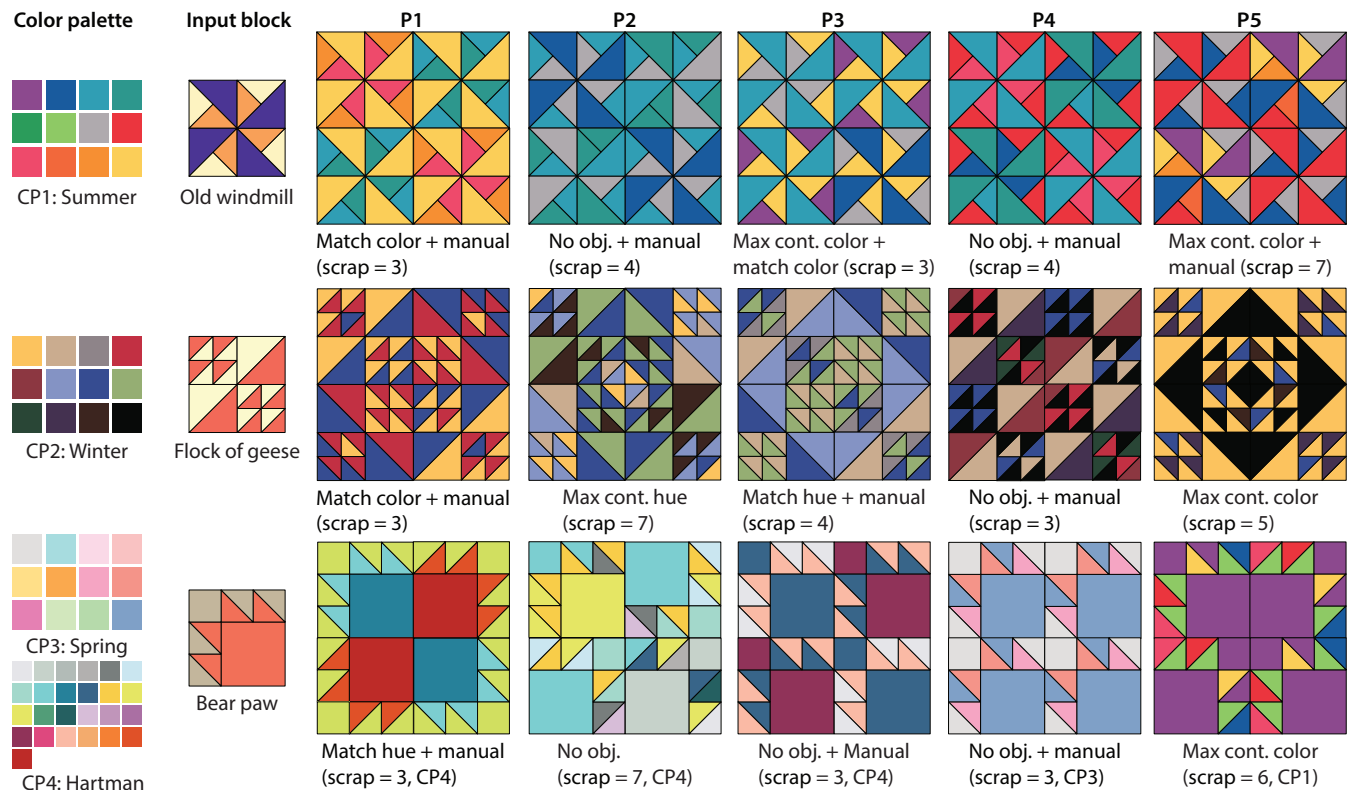 Color palette
Input block
P1
P2
P3
P4
P5
CP1: Summer
Old windmill
Match color + manual
(scrap = 3)
No obj. + manual
(scrap = 4)
Max cont. color +
match color (scrap = 3)
No obj. + manual
(scrap = 4)
Max cont. color +
manual (scrap = 7)
CP2: Winter
Flock of geese
Match color + manual
(scrap = 3)
Max cont. hue
(scrap = 7)
Match hue + manual
(scrap = 4)
No obj. + manual
(scrap = 3)
Max cont. color
(scrap = 5)
CP3: Spring
CP4: Hartman
Bear paw
Match hue + manual
(scrap = 3, CP4)
No obj.
(scrap = 7, CP4)
No obj. + Manual
(scrap = 3, CP4)
No obj. + manual
(scrap = 3, CP3)
Max cont. color
(scrap = 6, CP1)